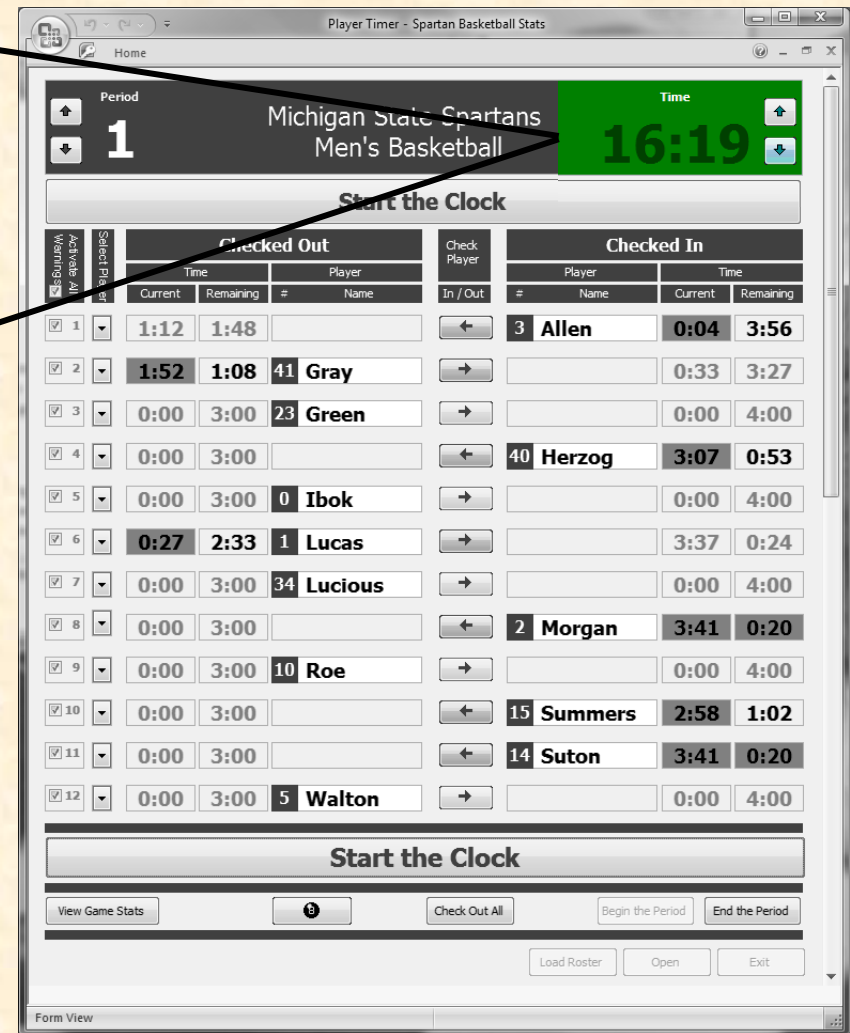 Player Timer - Spartan Basketball Stats
Home
Period
1
Michigan State Spartans
Men's Basketball
Time
16:19
Start the Clock
Activate All Warnings
Select Player
Checked Out
Check Player
Checked In
Time Player Player Time
Current Remaining # Name In / Out # Name Current Remaining
1 1:12 1:48 3 Allen 0:04 3:56
2 1:52 1:08 41 Gray 0:33 3:27
3 0:00 3:00 23 Green 0:00 4:00
4 0:00 3:00 40 Herzog 3:07 0:53
5 0:00 3:00 0 Ibok 0:00 4:00
6 0:27 2:33 1 Lucas 3:37 0:24
7 0:00 3:00 34 Lucious 0:00 4:00
8 0:00 3:00 2 Morgan 3:41 0:20
9 0:00 3:00 10 Roe 0:00 4:00
10 0:00 3:00 15 Summers 2:58 1:02
11 0:00 3:00 14 Suton 3:41 0:20
12 0:00 3:00 5 Walton 0:00 4:00
Start the Clock
View Game Stats Check Out All Begin the Period End the Period
Load Roster Open Exit
Form View